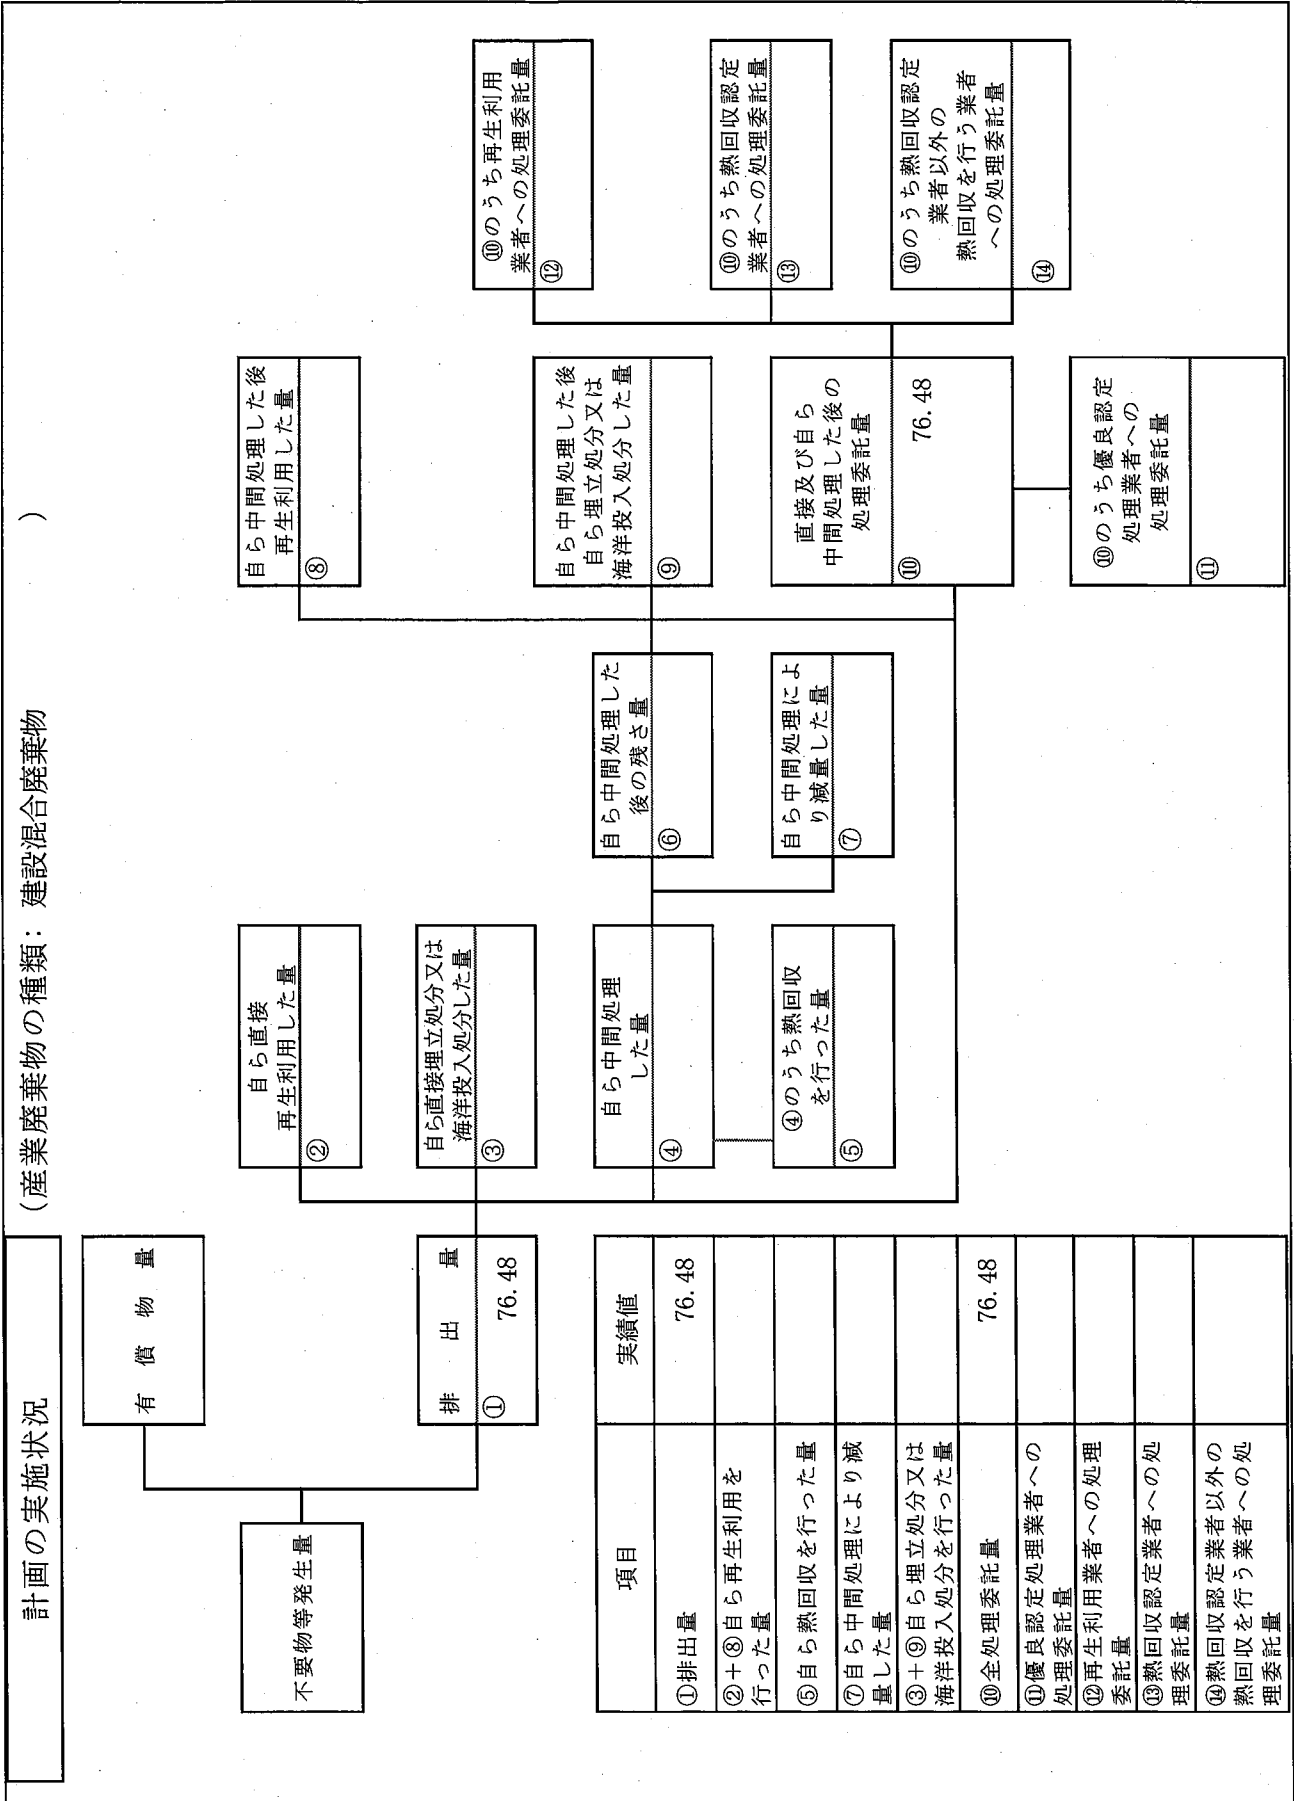 計画の実施状況
(産業廃棄物の種類： 建設混合廃棄物 )
不要物等発生量
有償物量
排出量
① 76.48
自ら直接
再生利用した量
②
自ら直接埋立処分又は
海洋投入処分した量
③
自ら中間処理
した量
④
④のうち熱回収
を行った量
⑤
自ら中間処理した
後の残さ量
⑥
自ら中間処理によ
り減量した量
⑦
自ら中間処理した後
再生利用した量
⑧
自ら中間処理した後
自ら埋立処分又は
海洋投入処分した量
⑨
直接及び自ら
中間処理した後の
処理委託量
⑩ 76.48
⑩のうち優良認定
処理業者への
処理委託量
⑪
⑩のうち再生利用
業者への処理委託量
⑫
⑩のうち熱回収認定
業者への処理委託量
⑬
⑩のうち熱回収認定
業者以外の
熱回収を行う業者
への処理委託量
⑭
項目 実績値
①排出量 76.48
②＋⑧自ら再生利用を
行った量
⑤自ら熱回収を行った量
⑦自ら中間処理により減
量した量
③＋⑨自ら埋立処分又は
海洋投入処分を行った量
⑩全処理委託量 76.48
⑪優良認定処理業者への
処理委託量
⑫再生利用業者への処理
委託量
⑬熱回収認定業者への処
理委託量
⑭熱回収認定業者以外の
熱回収を行う業者への処
理委託量